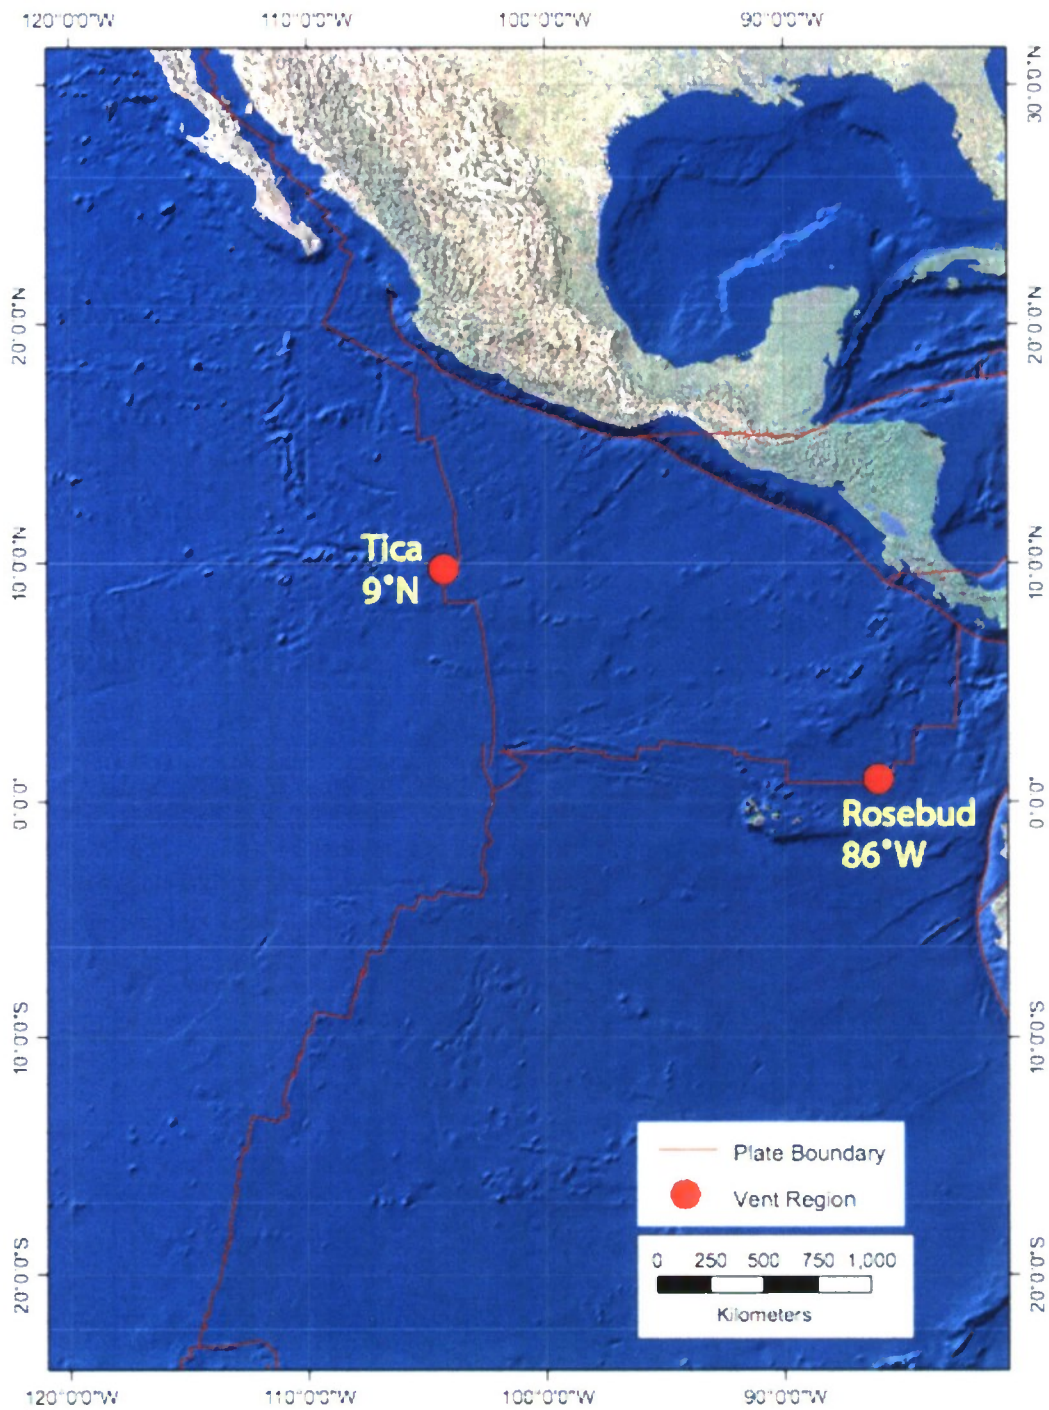 120°0'0"W 110°0'0"W 100°0'0"W 90°0'0"W
30°0'0"N
20°0'0"N 20°0'0"N
Tica
9°N
10°0'0"N 10°0'0"N
0°0'0" 0°0'0"
Rosebud
86°W
10°0'0"S 10°0'0"S
Plate Boundary
Vent Region
0 250 500 750 1,000
Kilometers
20°0'0"S 20°0'0"S
120°0'0"W 110°0'0"W 100°0'0"W 90°0'0"W